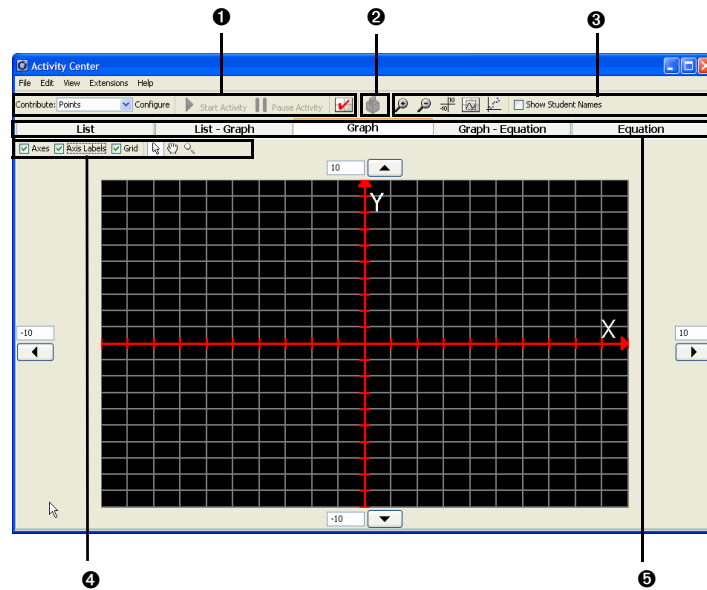 ❶ ❷ ❸
Activity Center
File Edit View Extensions Help
Contribute: Points Configure Start Activity Pause Activity 10 -10 Show Student Names
List List - Graph Graph Graph - Equation Equation
Axes Axis Labels Grid
10
Y
X
-10 10
-10
❹ ❺